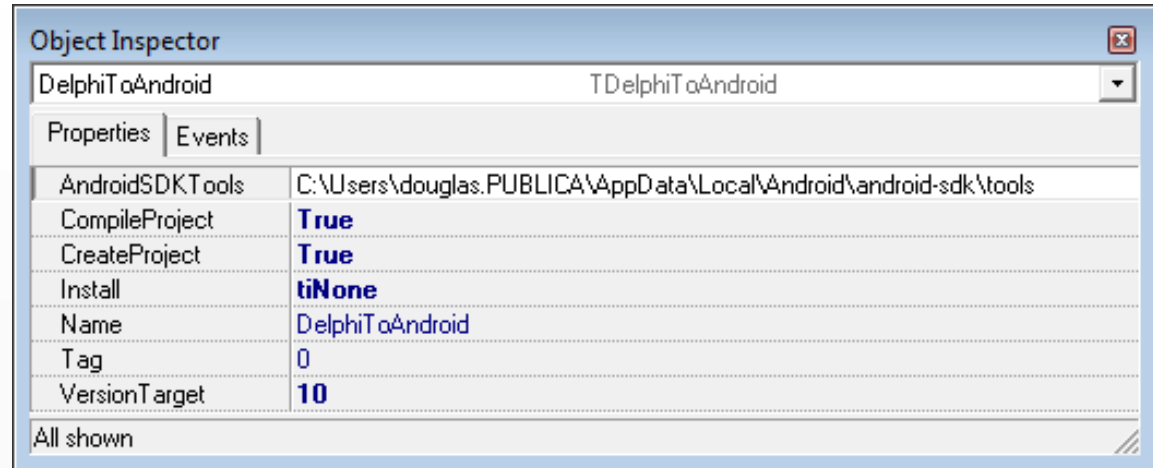 Object Inspector
DelphiToAndroid TDelphiToAndroid
Properties Events
AndroidSDKTools C:\Users\douglas.PUBLICA\AppData\Local\Android\android-sdk\tools
CompileProject True
CreateProject True
Install tiNone
Name DelphiToAndroid
Tag 0
VersionTarget 10
All shown